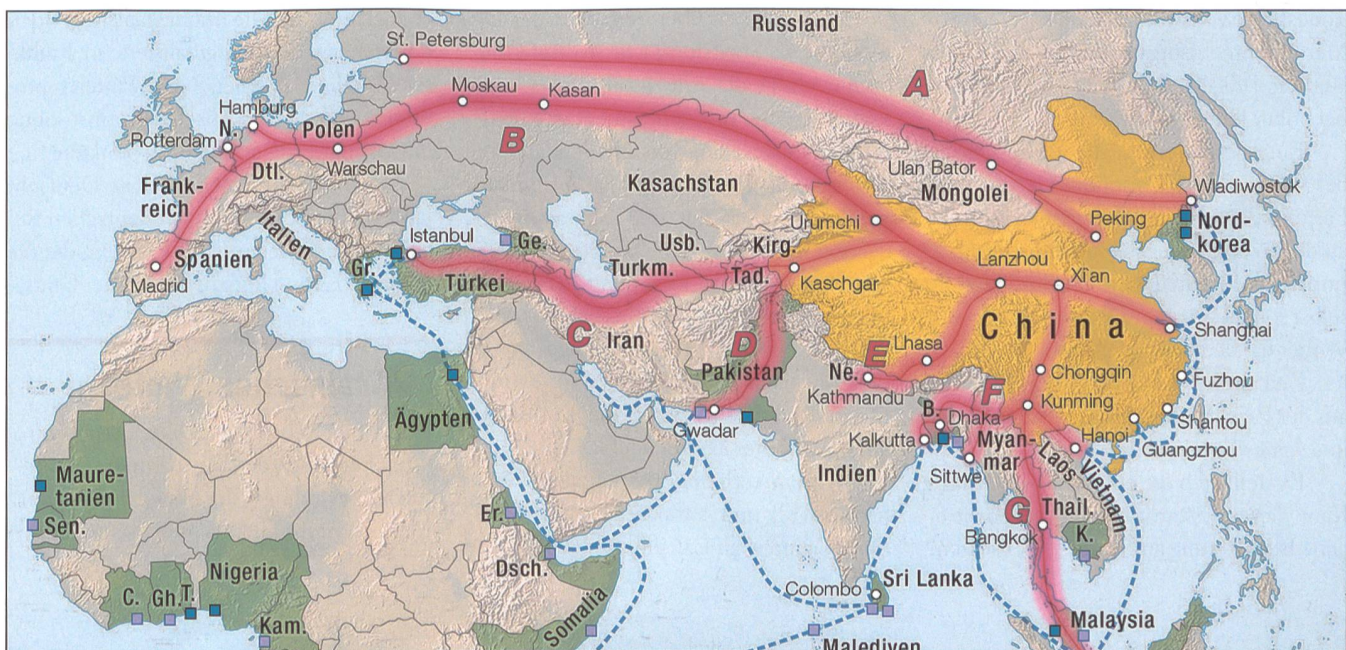 Russland
St. Petersburg
A
Moskau
Kasan
Hamburg
N.
Polen
Rotterdam
B
Dtl.
Warschau
Ulan Bator
Mongolei
Wladiwostok
Frank-
reich
Kasachstan
Urumchi
Peking
Nord-
korea
Italien
Istanbul
Ge.
Usb.
Kirg.
Spanien
Gr.
Türkei
Turkm.
Tad.
Kaschgar
Lanzhou
Xi'an
Madrid
C
Iran
D
China
Shanghai
Lhasa
E
Pakistan
Ne.
Kathmandu
Chongqin
Fuzhou
F
Gwadar
B.
Dhaka
Kunming
Shantou
Ägypten
Kalkutta
Myan-
mar
Hanoi
Guangzhou
Laos
Vietnam
Maure-
tanien
Indien
Sittwe
Sen.
Er.
G
Thail.
Bangkok
K.
Nigeria
Dsch.
C.
Gh.
T.
Colombo
Sri Lanka
Somalia
Kam.
Malaysia
Malediven